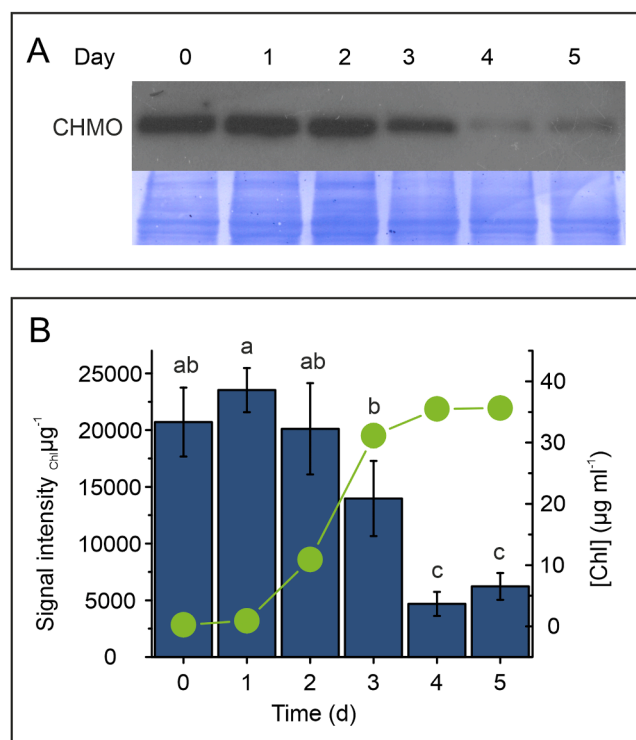 A Day 0 1 2 3 4 5
CHMO
B
25000
20000
15000
10000
5000
0
Signal intensity Chlµg⁻¹
ab a ab b c c
40
30
20
10
0
[Chl] (µg ml⁻¹)
0 1 2 3 4 5
Time (d)